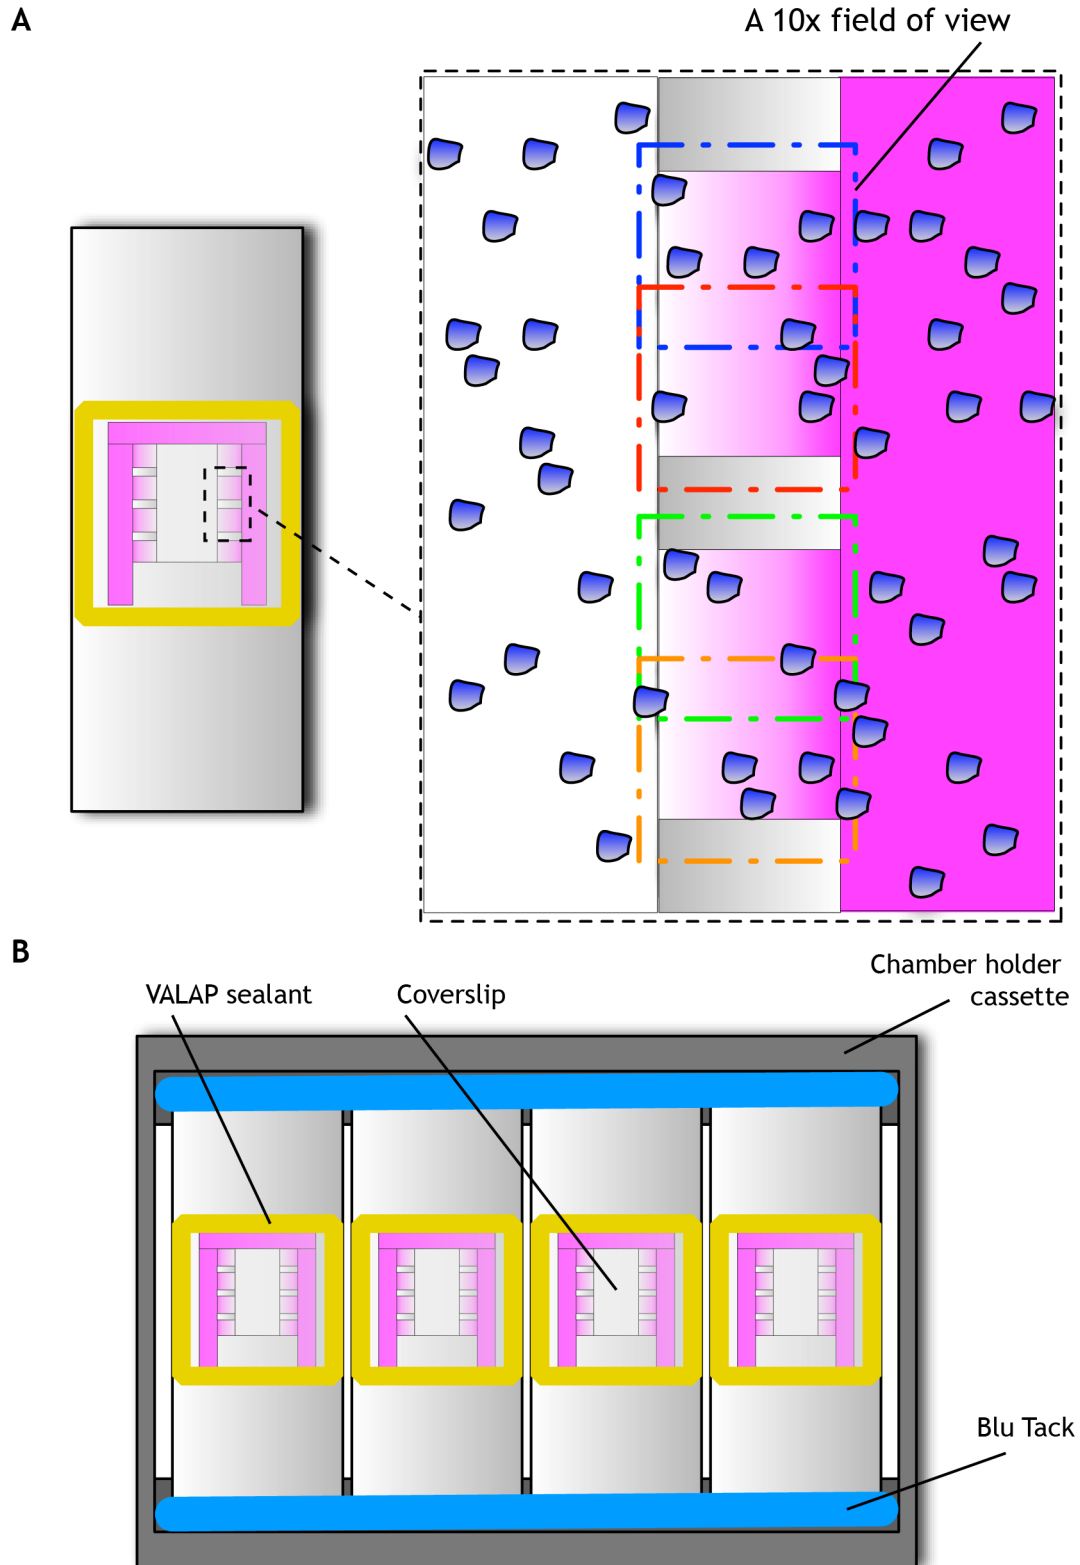 A
A 10x field of view
B
Chamber holder
cassette
VALAP sealant
Coverslip
Blu Tack